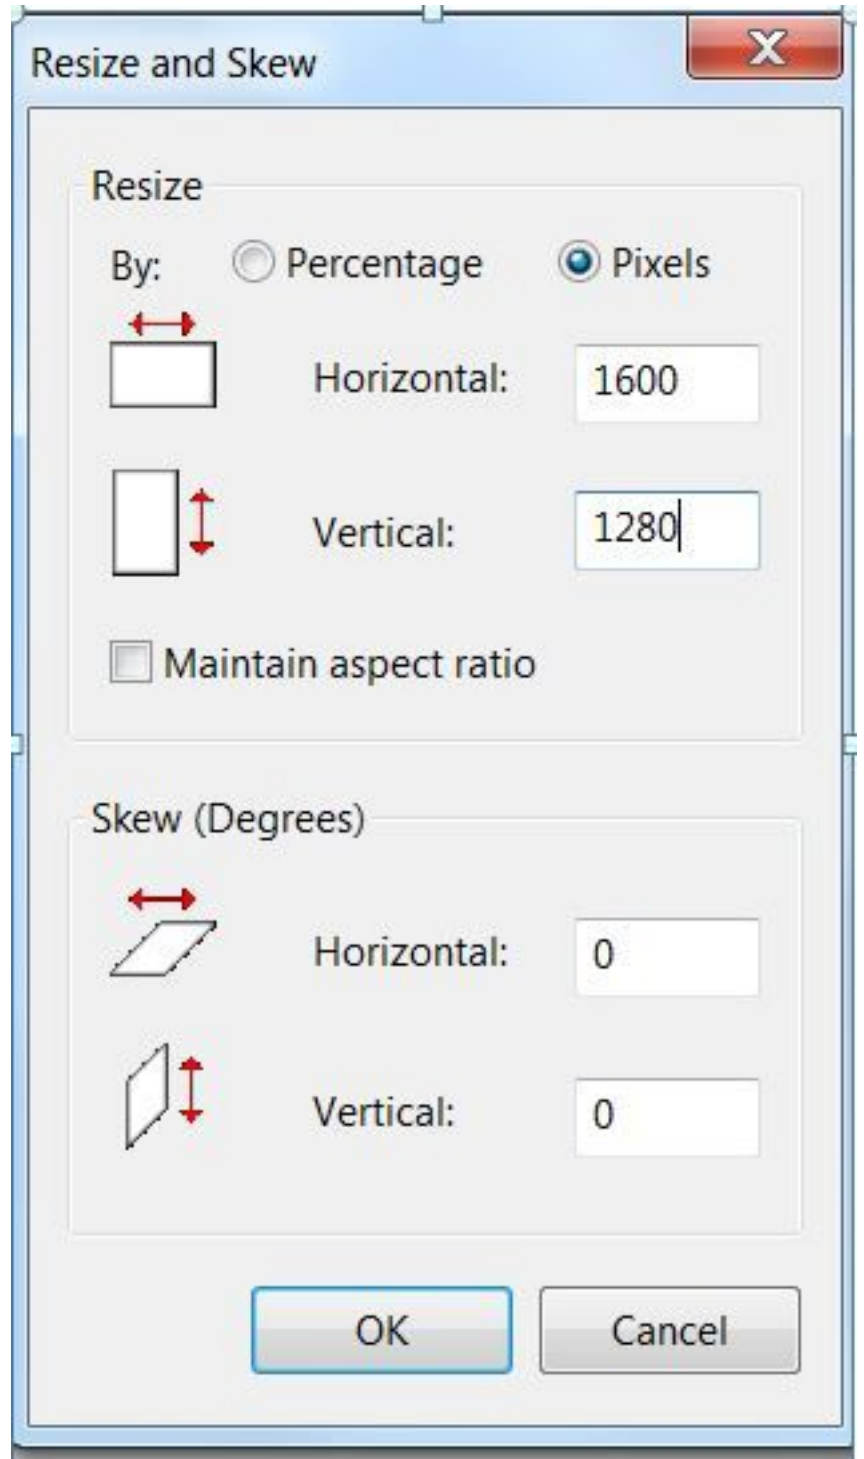 Resize and Skew
Resize
By: Percentage Pixels
Horizontal: 1600
Vertical: 1280
Maintain aspect ratio
Skew (Degrees)
Horizontal: 0
Vertical: 0
OK Cancel